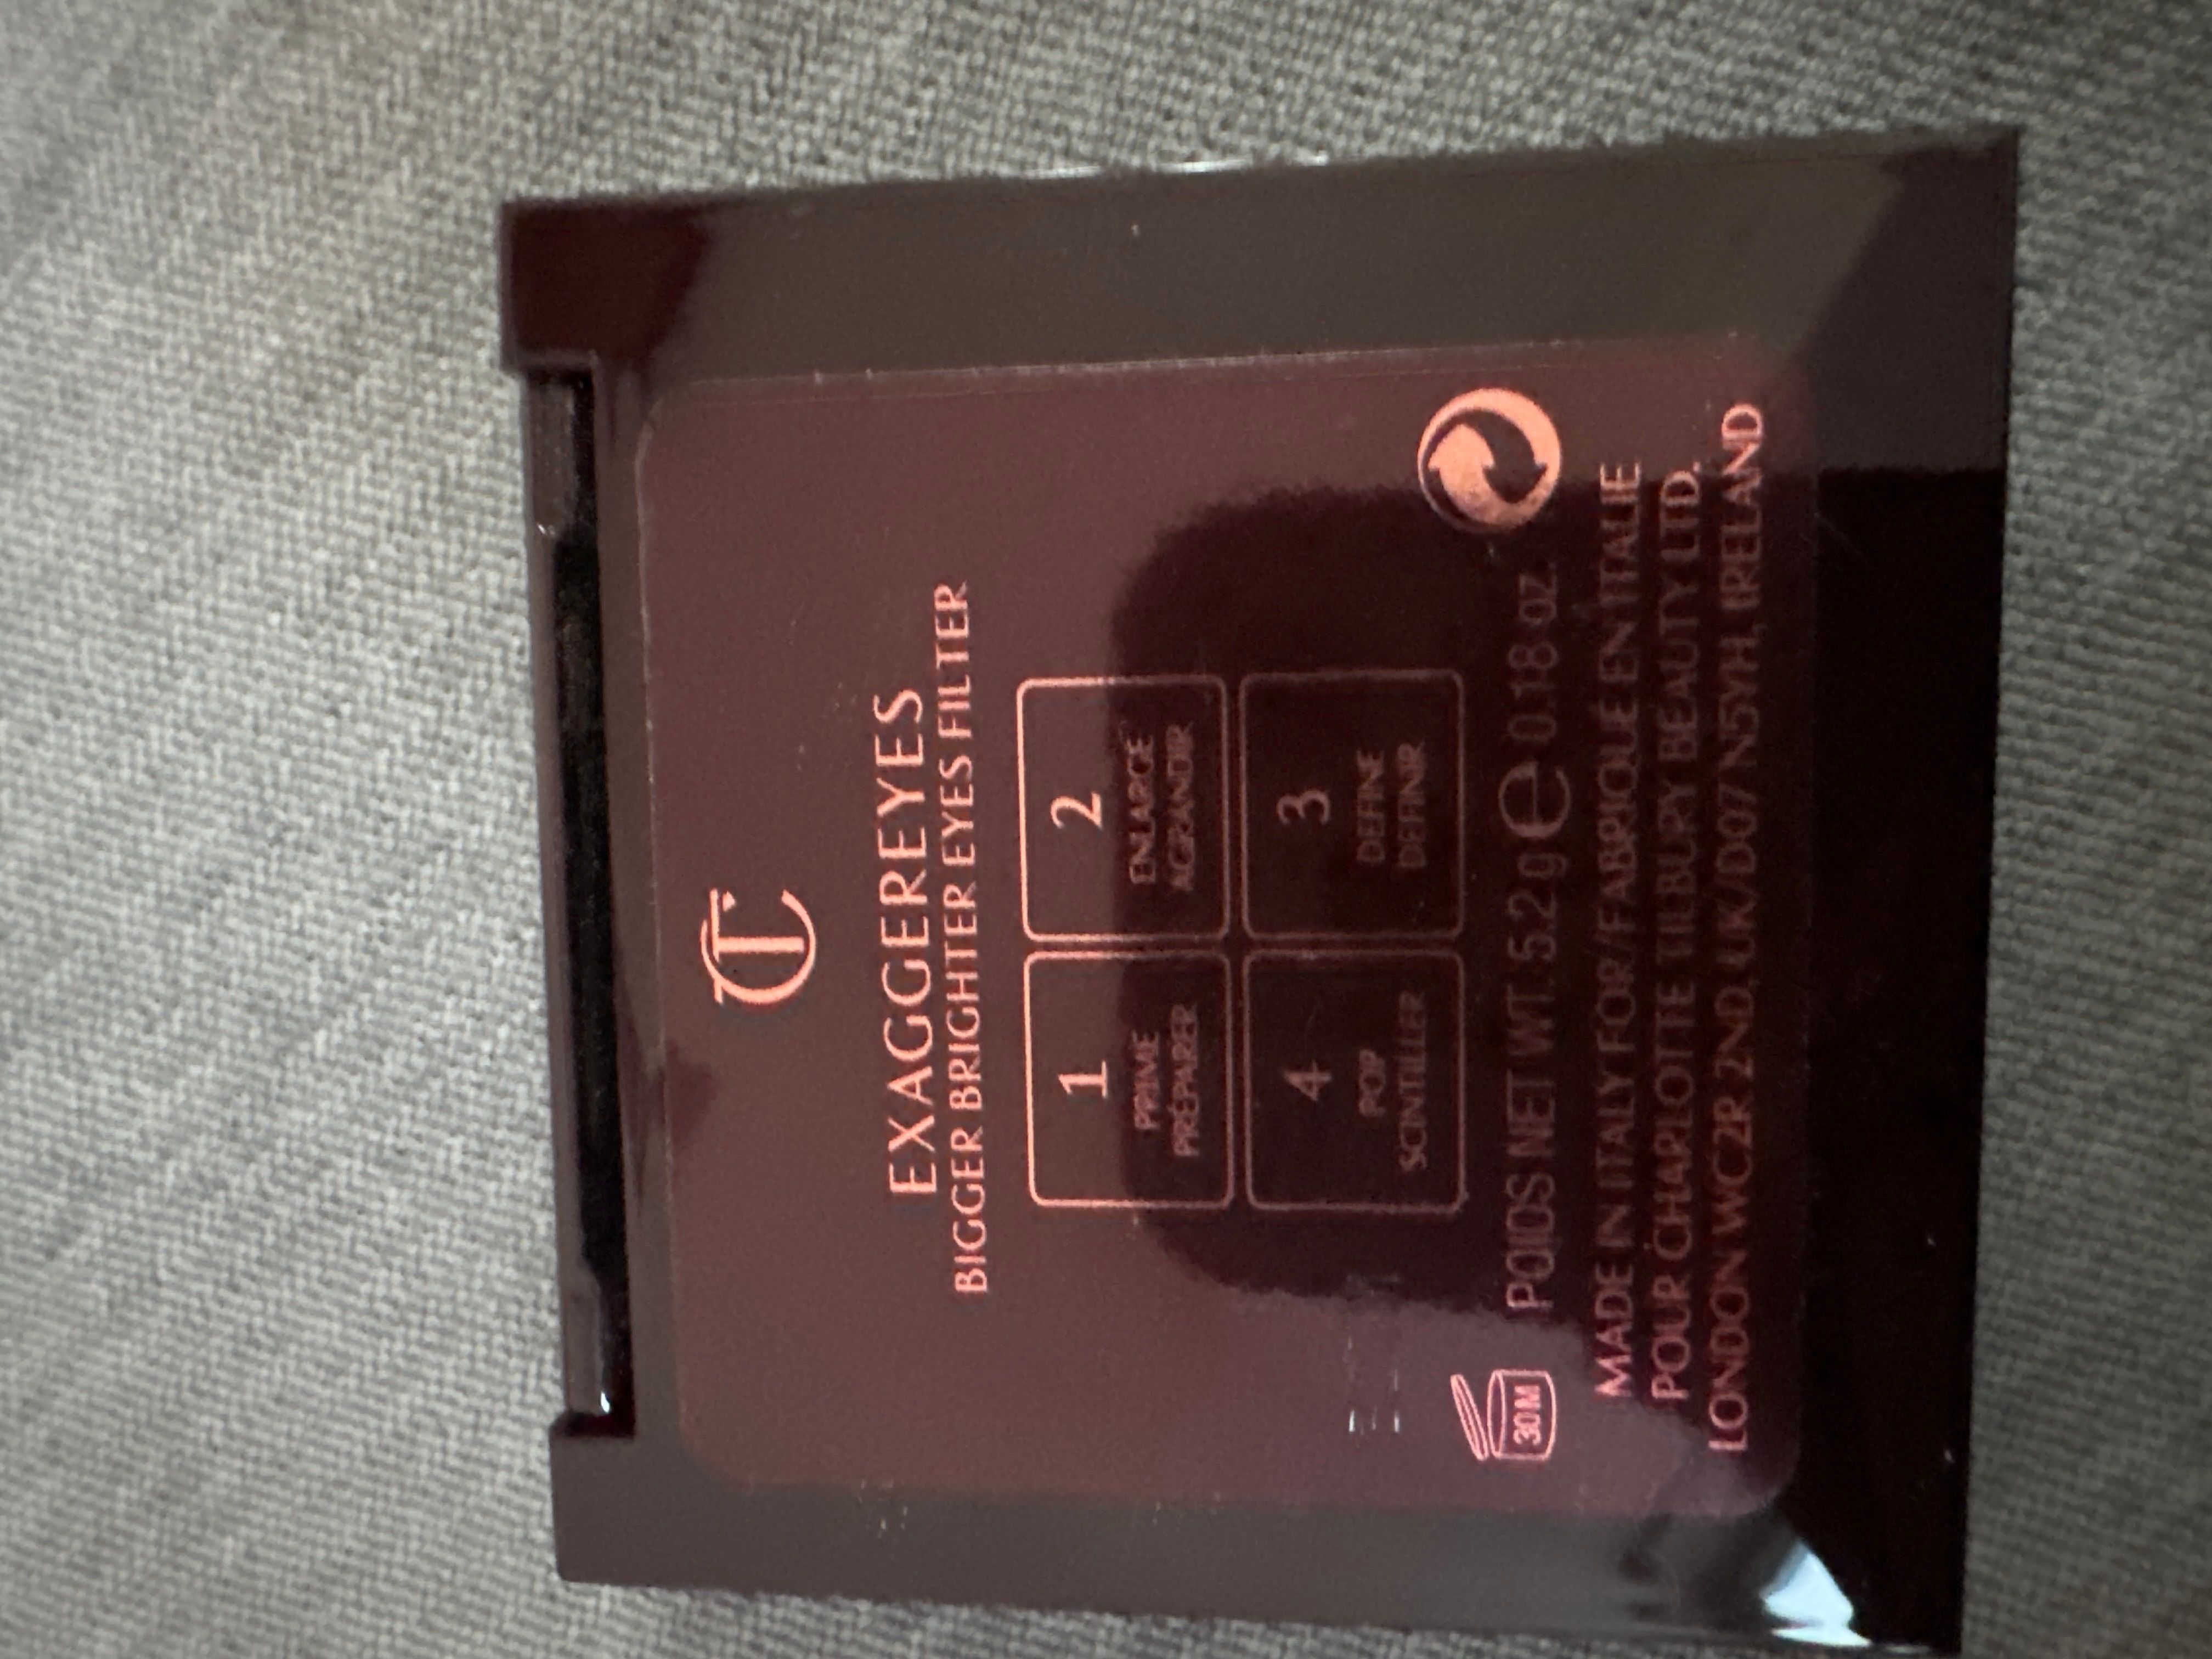 CT
EXAGGEREYES
BIGGER BRIGHTER EYES FILTER
1
PRIME
PRÉPARER
2
ENLARGE
AGRANDIR
4
POP
SCINTILLER
3
DEFINE
DEFINIR
30M
POIDS NET WT. 5.2 g e 0.18 oz.
MADE IN ITALY FOR/FABRIQUÉ EN ITALIE
POUR CHARLOTTE TILBURY BEAUTY LTD.
LONDON WC2R 2ND, UK/D07 N5YH, IRELAND